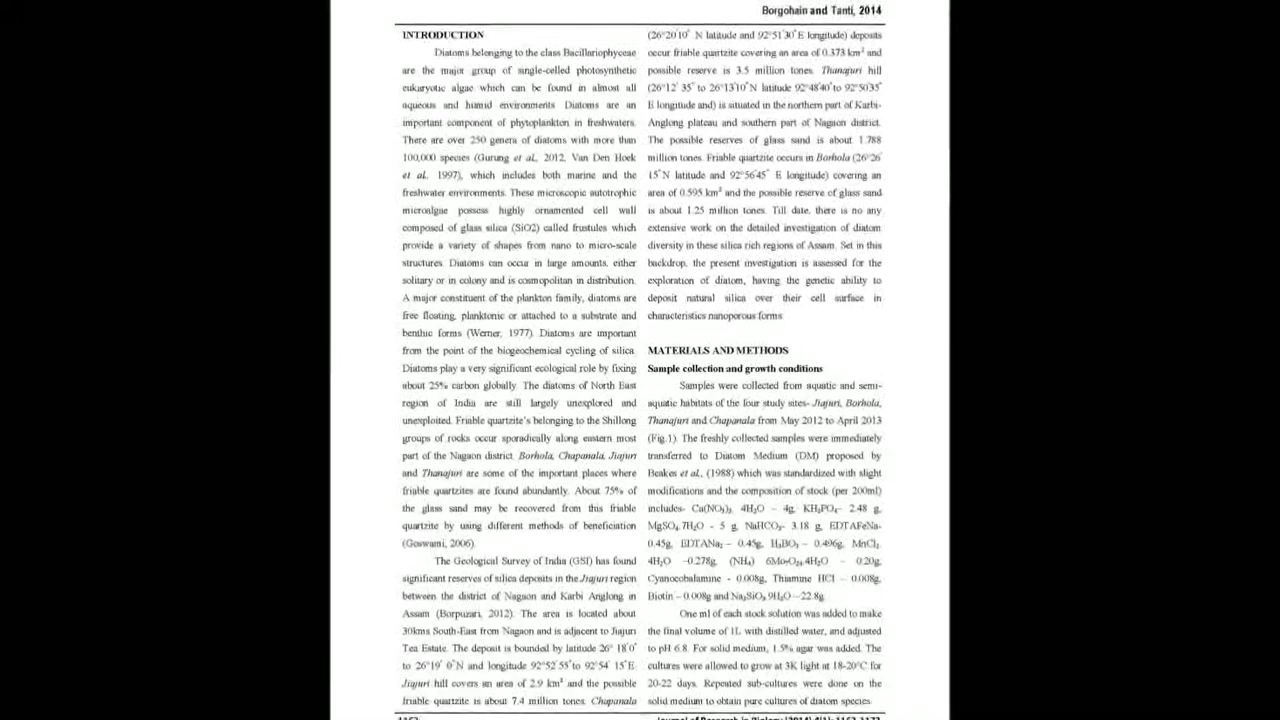 Borgohain and Tanti, 2014
INTRODUCTION
Diatoms belonging to the class Bacillariophyceae
are the major group of single-celled photosynthetic
eukaryotic algae which can be found in almost all
aqueous and humid environments Diatoms are an
important component of phytoplankton in freshwaters.
There are over 250 genera of diatoms with more than
100,000 species (Gurung et al., 2012, Van Den Hoek
et al., 1997), which includes both marine and the
freshwater environments. These microscopic autotrophic
microalgae possess highly ornamented cell wall
composed of glass silica (SiO2) called frustules which
provide a variety of shapes from nano to micro-scale
structures. Diatoms can occur in large amounts, either
solitary or in colony and is cosmopolitan in distribution.
A major constituent of the plankton family, diatoms are
free floating, planktonic or attached to a substrate and
benthic forms (Werner, 1977). Diatoms are important
from the point of the biogeochemical cycling of silica.
Diatoms play a very significant ecological role by fixing
about 25% carbon globally. The diatoms of North East
region of India are still largely unexplored and
unexploited. Friable quartzite's belonging to the Shillong
groups of rocks occur sporadically along eastern most
part of the Nagaon district. Borhola, Chapanala, Jiajuri
and Thanajuri are some of the important places where
friable quartzites are found abundantly. About 75% of
the glass sand may be recovered from this friable
quartzite by using different methods of beneficiation
(Goswami, 2006).
The Geological Survey of India (GSI) has found
significant reserves of silica deposits in the Jiajuri region
between the district of Nagaon and Karbi Anglong in
Assam (Borpuzari, 2012). The area is located about
30kms South-East from Nagaon and is adjacent to Jiajuri
Tea Estate. The deposit is bounded by latitude 26° 18'0"
to 26°19' 0"N and longitude 92°52' 55"to 92°54' 15"E.
Jiajuri hill covers an area of 2.9 km² and the possible
friable quartzite is about 7.4 million tones. Chapanala
(26°20'10" N latitude and 92°51'30"E longitude) deposits
occur friable quartzite covering an area of 0.373 km² and
possible reserve is 3.5 million tones. Thanajuri hill
(26°12' 35" to 26°13'10"N latitude 92°48'40"to 92°50'35"
E longitude and) is situated in the northern part of Karbi-
Anglong plateau and southern part of Nagaon district.
The possible reserves of glass sand is about 1.788
million tones. Friable quartzite occurs in Borhola (26°26'
15"N latitude and 92°56'45" E longitude) covering an
area of 0.595 km² and the possible reserve of glass sand
is about 1.25 million tones. Till date, there is no any
extensive work on the detailed investigation of diatom
diversity in these silica rich regions of Assam. Set in this
backdrop, the present investigation is assessed for the
exploration of diatom, having the genetic ability to
deposit natural silica over their cell surface in
characteristics nanoporous forms
MATERIALS AND METHODS
Sample collection and growth conditions
Samples were collected from aquatic and semi-
aquatic habitats of the four study sites- Jiajuri, Borhola,
Thanajuri and Chapanala from May 2012 to April 2013
(Fig.1). The freshly collected samples were immediately
transferred to Diatom Medium (DM) proposed by
Beakes et al., (1988) which was standardized with slight
modifications and the composition of stock (per 200ml)
includes- Ca(NO₃)₂ 4H₂O – 4g, KH₂PO₄– 2.48 g,
MgSO₄.7H₂O - 5 g, NaHCO₃- 3.18 g, EDTAFeNa-
0.45g, EDTANa₂ – 0.45g, H₃BO₃ – 0.496g, MnCl₂.
4H₂O –0.278g, (NH₄) 6Mo₇O₂₄.4H₂O – 0.20g,
Cyanocobalamine - 0.008g, Thiamine HCl – 0.008g,
Biotin – 0.008g and Na₂SiO₃.9H₂O –22.8g.
One ml of each stock solution was added to make
the final volume of 1L with distilled water, and adjusted
to pH 6.8. For solid medium, 1.5% agar was added. The
cultures were allowed to grow at 3K light at 18-20°C for
20-22 days. Repeated sub-cultures were done on the
solid medium to obtain pure cultures of diatom species.